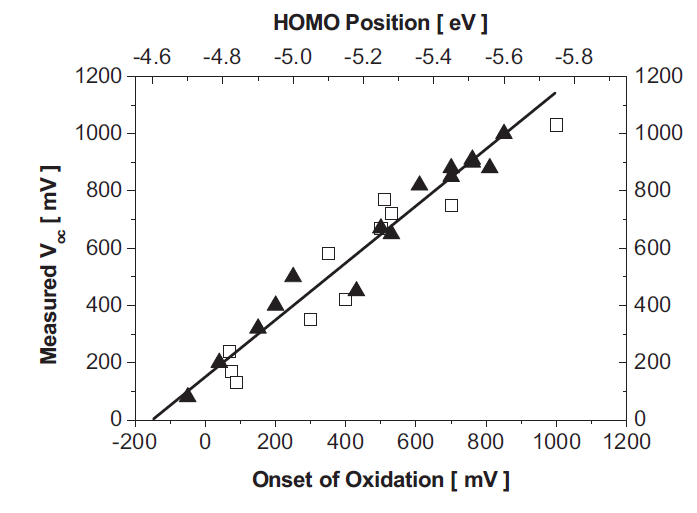 HOMO Position [ eV ]
-4.6 -4.8 -5.0 -5.2 -5.4 -5.6 -5.8
1200 1200
1000 1000
800 800
600 600
400 400
200 200
0 0
-200 0 200 400 600 800 1000 1200
Onset of Oxidation [ mV ]
Measured Voc [ mV ]